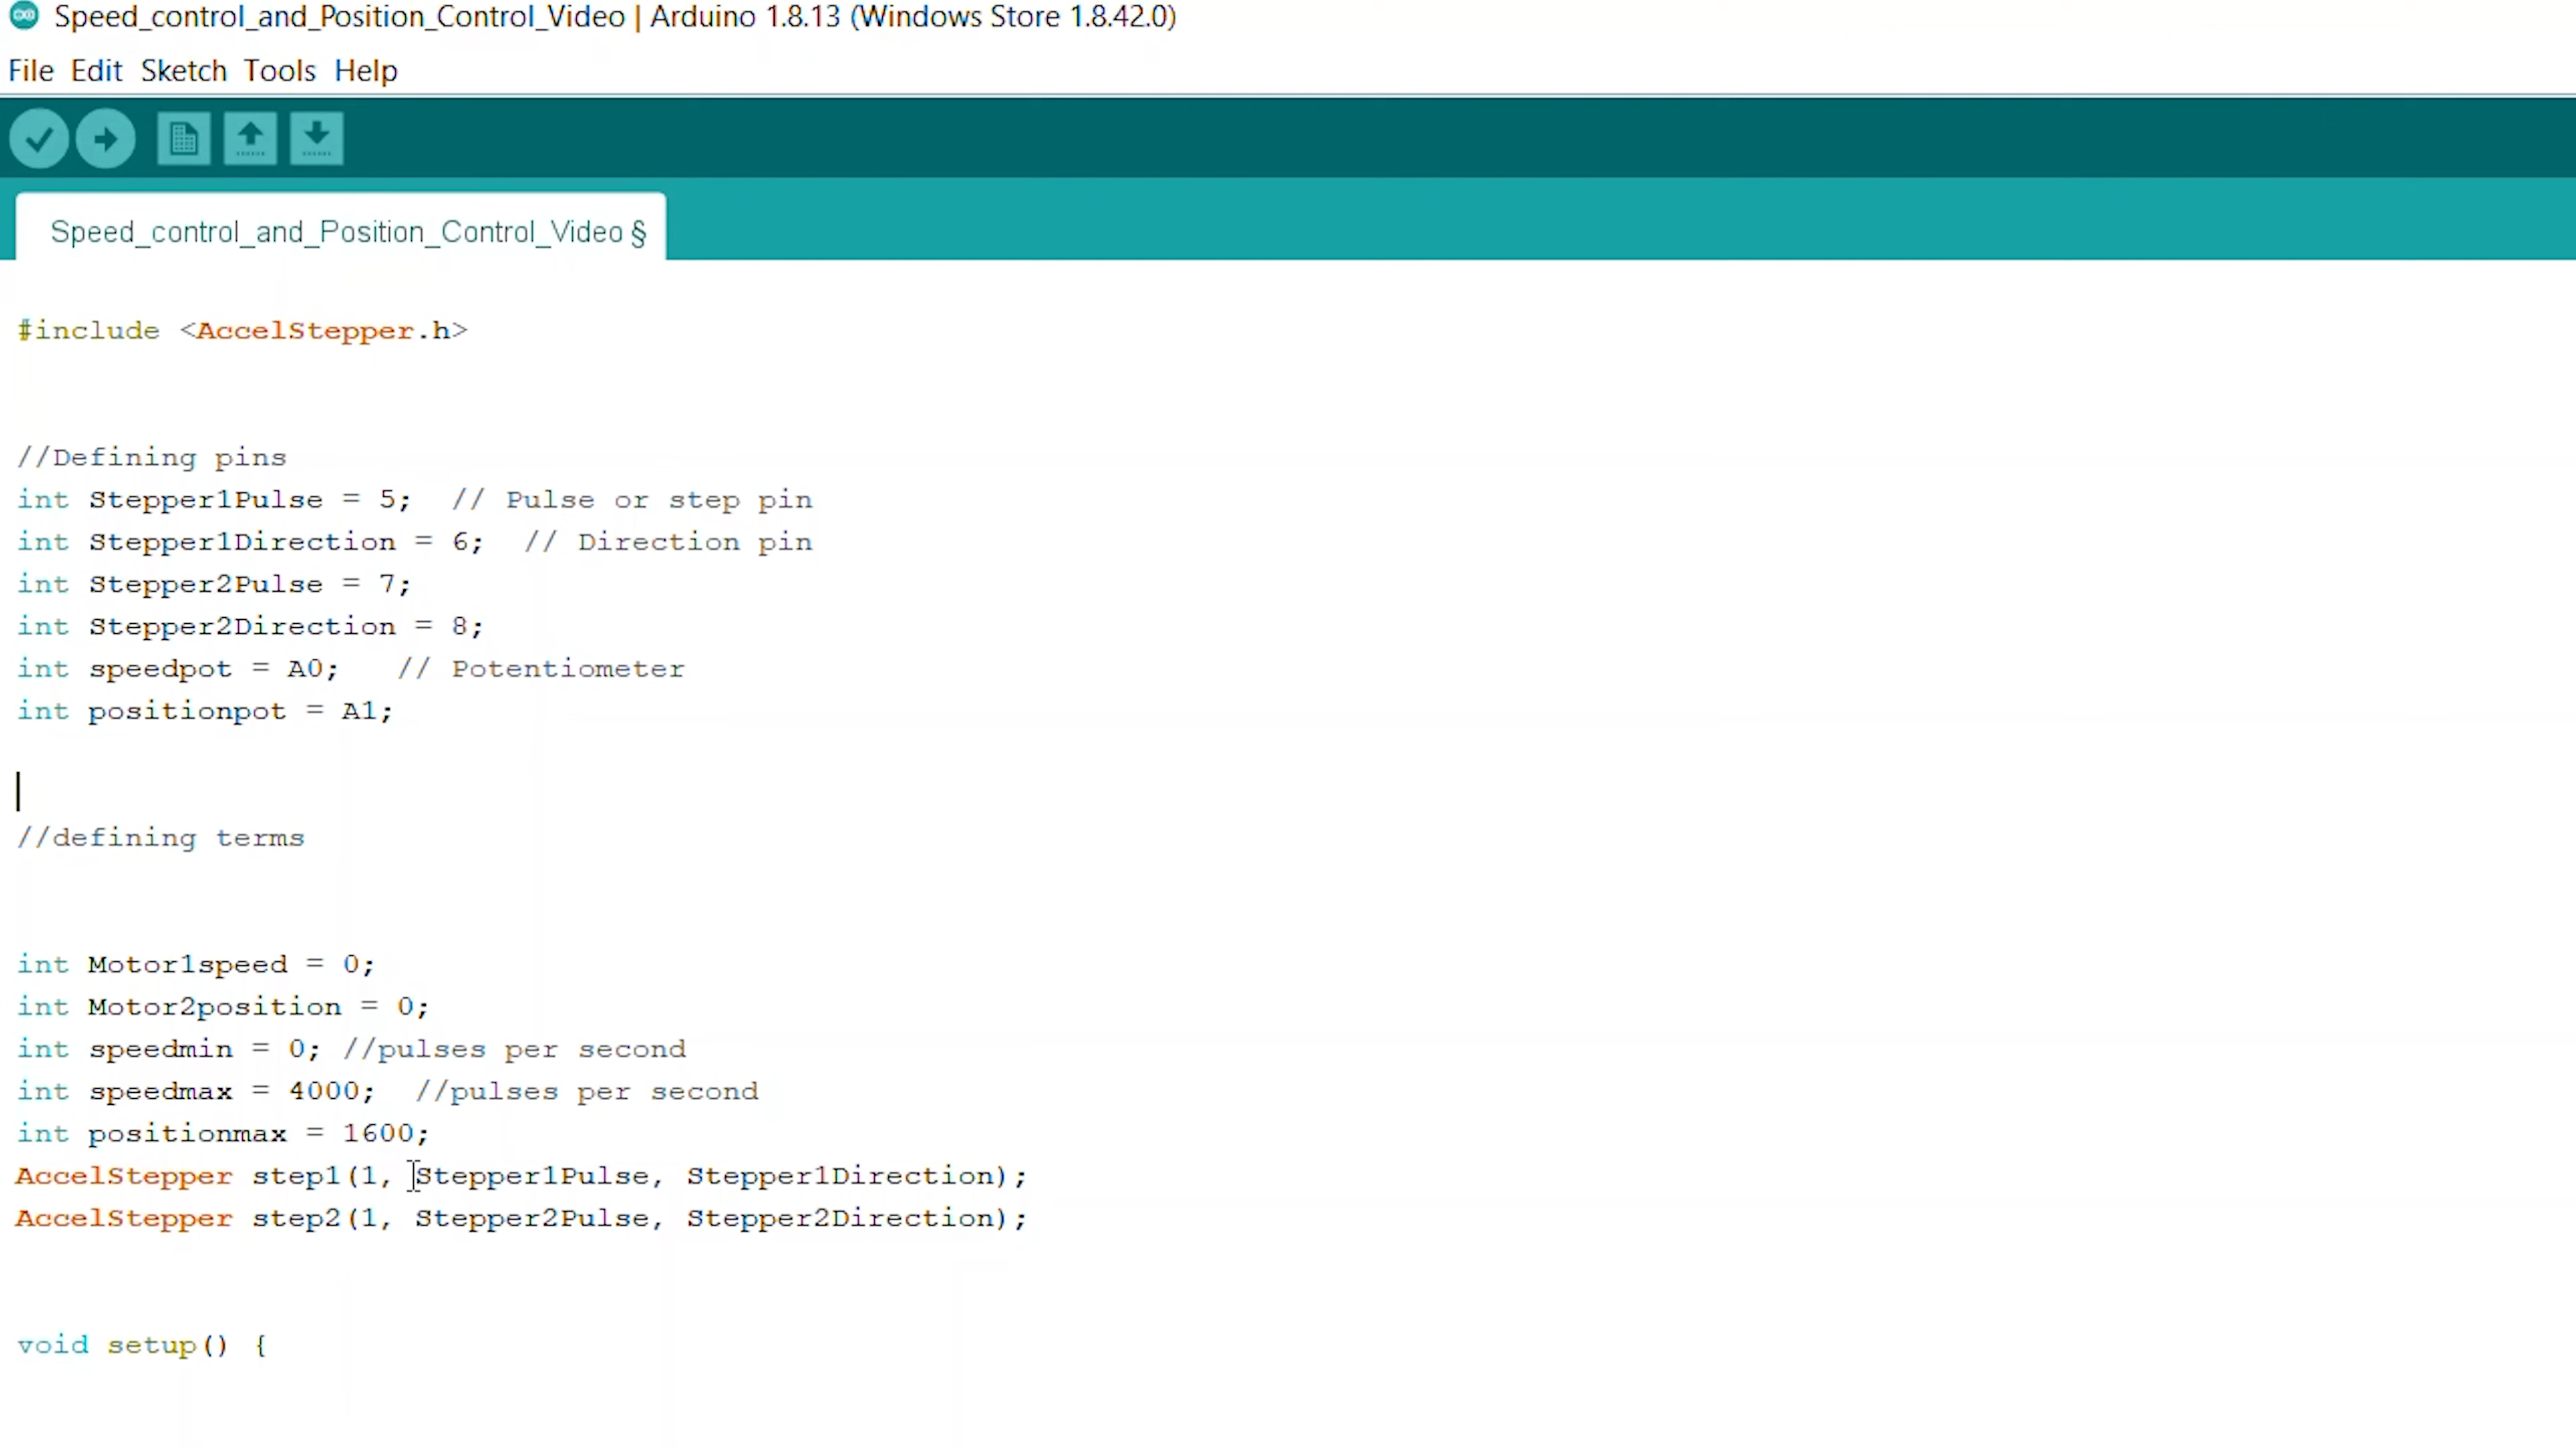 Speed_control_and_Position_Control_Video | Arduino 1.8.13 (Windows Store 1.8.42.0)
File Edit Sketch Tools Help
Speed_control_and_Position_Control_Video §
#include <AccelStepper.h>
//Defining pins
int Stepper1Pulse = 5;  // Pulse or step pin
int Stepper1Direction = 6;  // Direction pin
int Stepper2Pulse = 7;
int Stepper2Direction = 8;
int speedpot = A0;   // Potentiometer
int positionpot = A1;
//defining terms
int Motor1speed = 0;
int Motor2position = 0;
int speedmin = 0; //pulses per second
int speedmax = 4000;  //pulses per second
int positionmax = 1600;
AccelStepper step1(1, Stepper1Pulse, Stepper1Direction);
AccelStepper step2(1, Stepper2Pulse, Stepper2Direction);
void setup() {